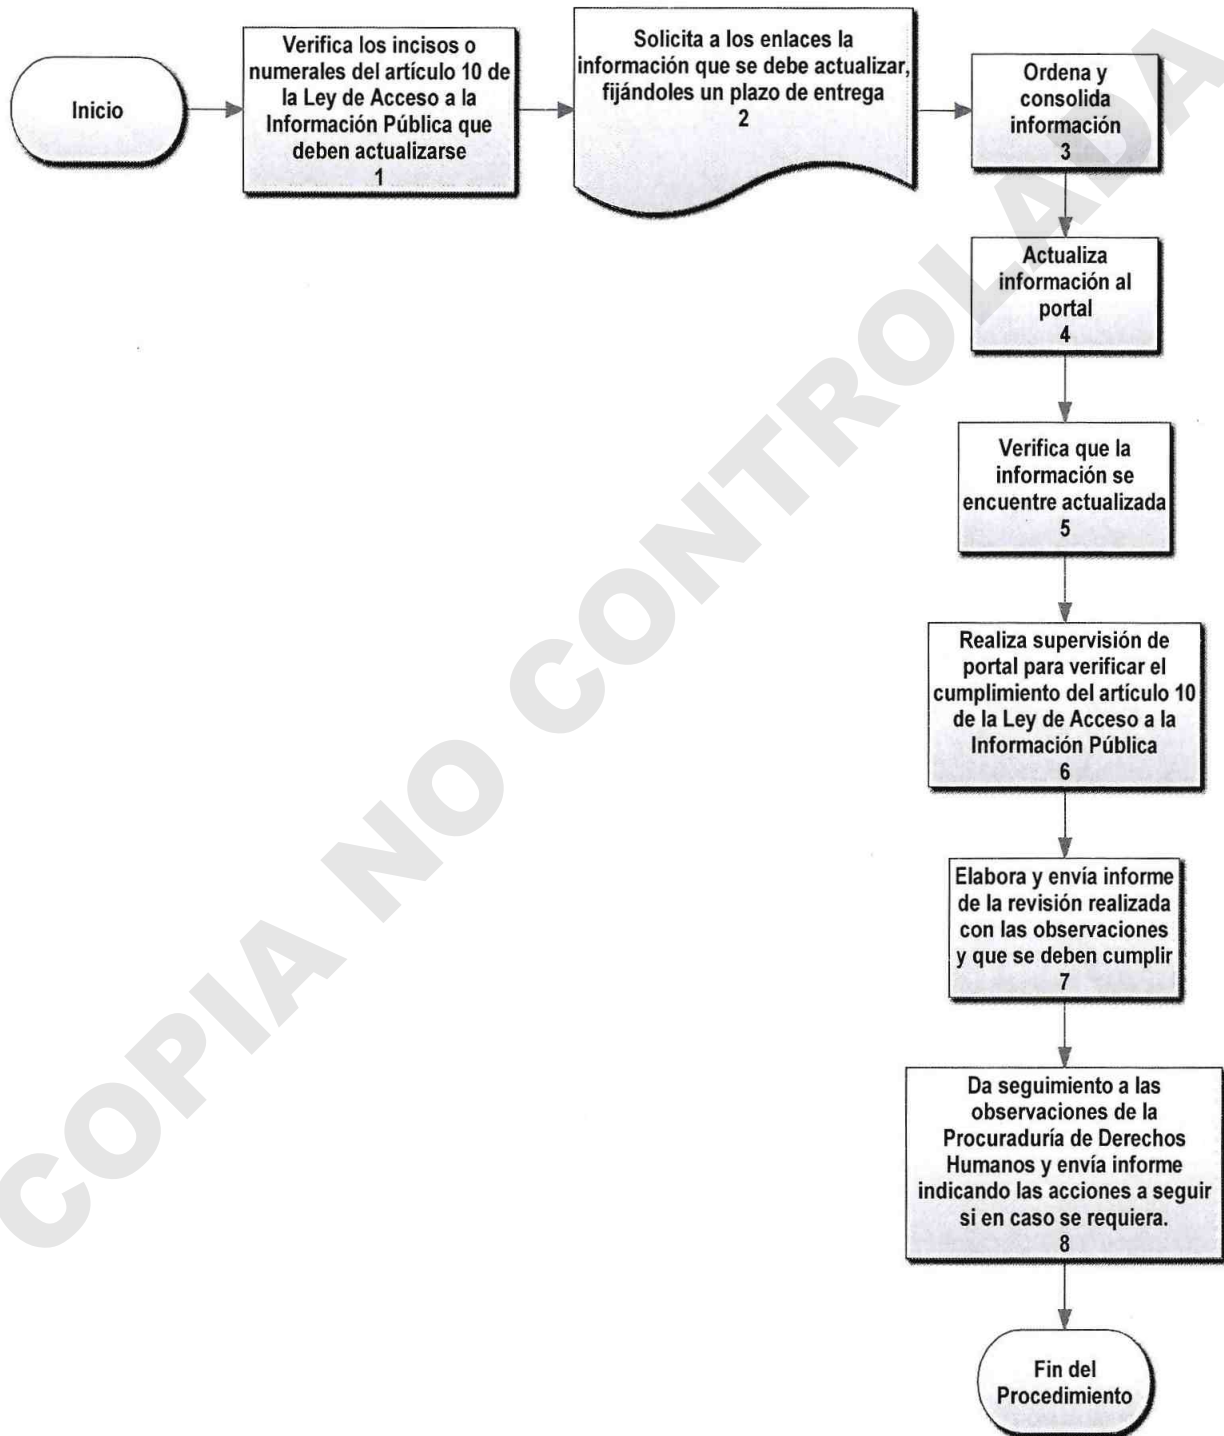 Inicio
Verifica los incisos o
numerales del artículo 10 de
la Ley de Acceso a la
Información Pública que
deben actualizarse
1
Solicita a los enlaces la
información que se debe actualizar,
fijándoles un plazo de entrega
2
Ordena y
consolida
información
3
Actualiza
información al
portal
4
Verifica que la
información se
encuentre actualizada
5
Realiza supervisión de
portal para verificar el
cumplimiento del artículo 10
de la Ley de Acceso a la
Información Pública
6
Elabora y envía informe
de la revisión realizada
con las observaciones
y que se deben cumplir
7
Da seguimiento a las
observaciones de la
Procuraduría de Derechos
Humanos y envía informe
indicando las acciones a seguir
si en caso se requiera.
8
Fin del
Procedimiento
COPIA NO CONTROLADA